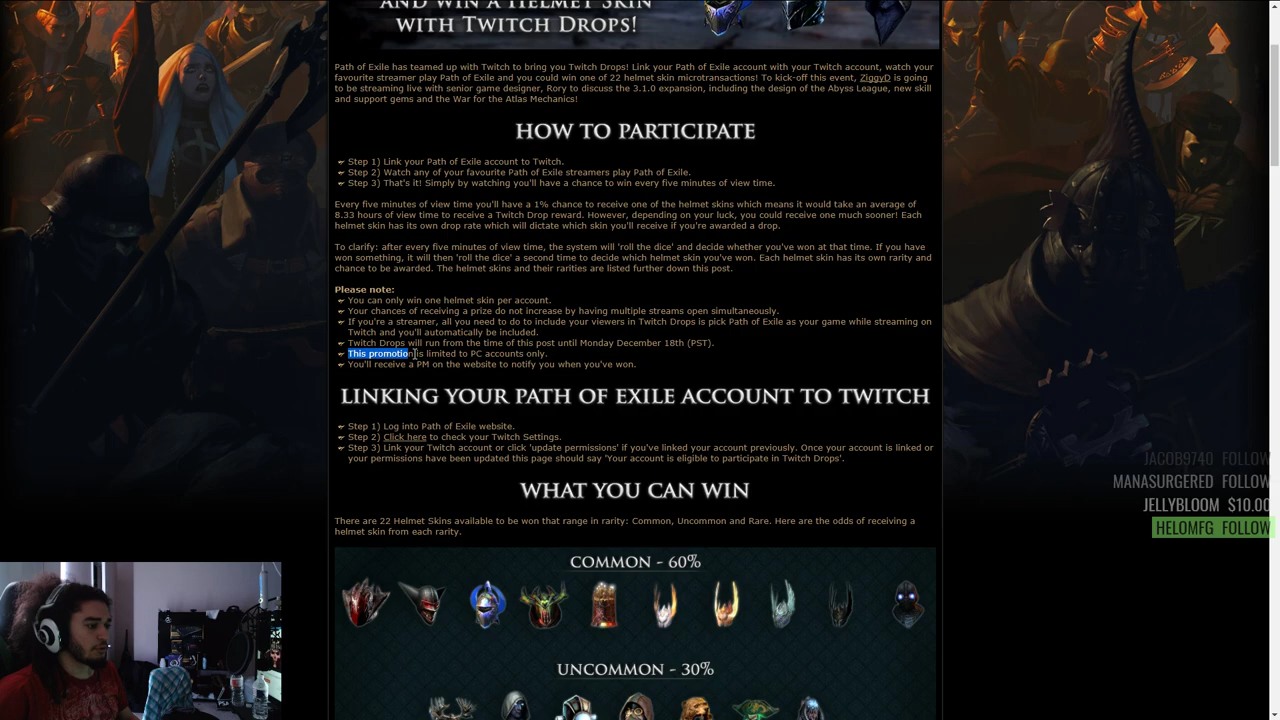 AND WIN A HELMET SKIN
WITH TWITCH DROPS!
Path of Exile has teamed up with Twitch to bring you Twitch Drops! Link your Path of Exile account with your Twitch account, watch your
favourite streamer play Path of Exile and you could win one of 22 helmet skin microtransactions! To kick-off this event, ZiggyD is going
to be streaming live with senior game designer, Rory to discuss the 3.1.0 expansion, including the design of the Abyss League, new skill
and support gems and the War for the Atlas Mechanics!
HOW TO PARTICIPATE
Step 1) Link your Path of Exile account to Twitch.
Step 2) Watch any of your favourite Path of Exile streamers play Path of Exile.
Step 3) That's it! Simply by watching you'll have a chance to win every five minutes of view time.
Every five minutes of view time you'll have a 1% chance to receive one of the helmet skins which means it would take an average of
8.33 hours of view time to receive a Twitch Drop reward. However, depending on your luck, you could receive one much sooner! Each
helmet skin has its own drop rate which will dictate which skin you'll receive if you're awarded a drop.
To clarify: after every five minutes of view time, the system will 'roll the dice' and decide whether you've won at that time. If you have
won something, it will then 'roll the dice' a second time to decide which helmet skin you've won. Each helmet skin has its own rarity and
chance to be awarded. The helmet skins and their rarities are listed further down this post.
Please note:
You can only win one helmet skin per account.
Your chances of receiving a prize do not increase by having multiple streams open simultaneously.
If you're a streamer, all you need to do to include your viewers in Twitch Drops is pick Path of Exile as your game while streaming on
Twitch and you'll automatically be included.
Twitch Drops will run from the time of this post until Monday December 18th (PST).
This promotion is limited to PC accounts only.
You'll receive a PM on the website to notify you when you've won.
LINKING YOUR PATH OF EXILE ACCOUNT TO TWITCH
Step 1) Log into Path of Exile website.
Step 2) Click here to check your Twitch Settings.
Step 3) Link your Twitch account or click 'update permissions' if you've linked your account previously. Once your account is linked or
your permissions have been updated this page should say 'Your account is eligible to participate in Twitch Drops'.
JACOB9740 FOLLOW
MANASURGERED FOLLOW
JELLYBLOOM $10.00
HELOMFG FOLLOW
WHAT YOU CAN WIN
There are 22 Helmet Skins available to be won that range in rarity: Common, Uncommon and Rare. Here are the odds of receiving a
helmet skin from each rarity.
COMMON - 60%
UNCOMMON - 30%